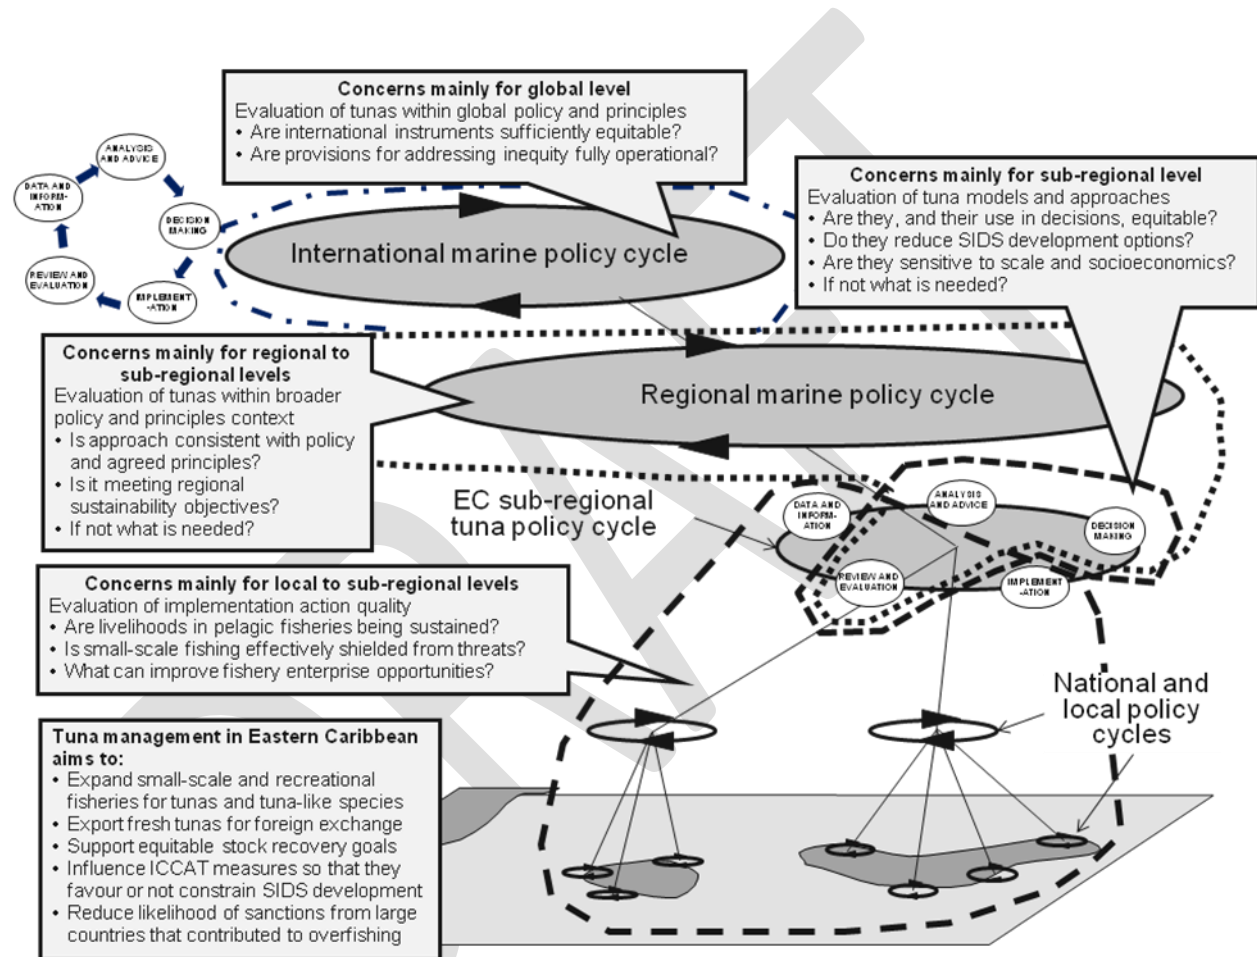 Concerns mainly for global level
Evaluation of tunas within global policy and principles
• Are international instruments sufficiently equitable?
• Are provisions for addressing inequity fully operational?
ANALYSIS
AND ADVICE
DATA AND
INFORM-
ATION
DECISION
MAKING
REVIEW AND
EVALUATION
IMPLEMENT
-ATION
International marine policy cycle
Concerns mainly for sub-regional level
Evaluation of tuna models and approaches
• Are they, and their use in decisions, equitable?
• Do they reduce SIDS development options?
• Are they sensitive to scale and socioeconomics?
• If not what is needed?
Concerns mainly for regional to
sub-regional levels
Evaluation of tunas within broader
policy and principles context
• Is approach consistent with policy
and agreed principles?
• Is it meeting regional
sustainability objectives?
• If not what is needed?
Regional marine policy cycle
EC sub-regional
tuna policy cycle
DATA AND
INFORM-
ATION
ANALYSIS
AND ADVICE
DECISION
MAKING
REVIEW AND
EVALUATION
IMPLEMENT
-ATION
Concerns mainly for local to sub-regional levels
Evaluation of implementation action quality
• Are livelihoods in pelagic fisheries being sustained?
• Is small-scale fishing effectively shielded from threats?
• What can improve fishery enterprise opportunities?
National and
local policy
cycles
Tuna management in Eastern Caribbean
aims to:
• Expand small-scale and recreational
fisheries for tunas and tuna-like species
• Export fresh tunas for foreign exchange
• Support equitable stock recovery goals
• Influence ICCAT measures so that they
favour or not constrain SIDS development
• Reduce likelihood of sanctions from large
countries that contributed to overfishing
DRAFT